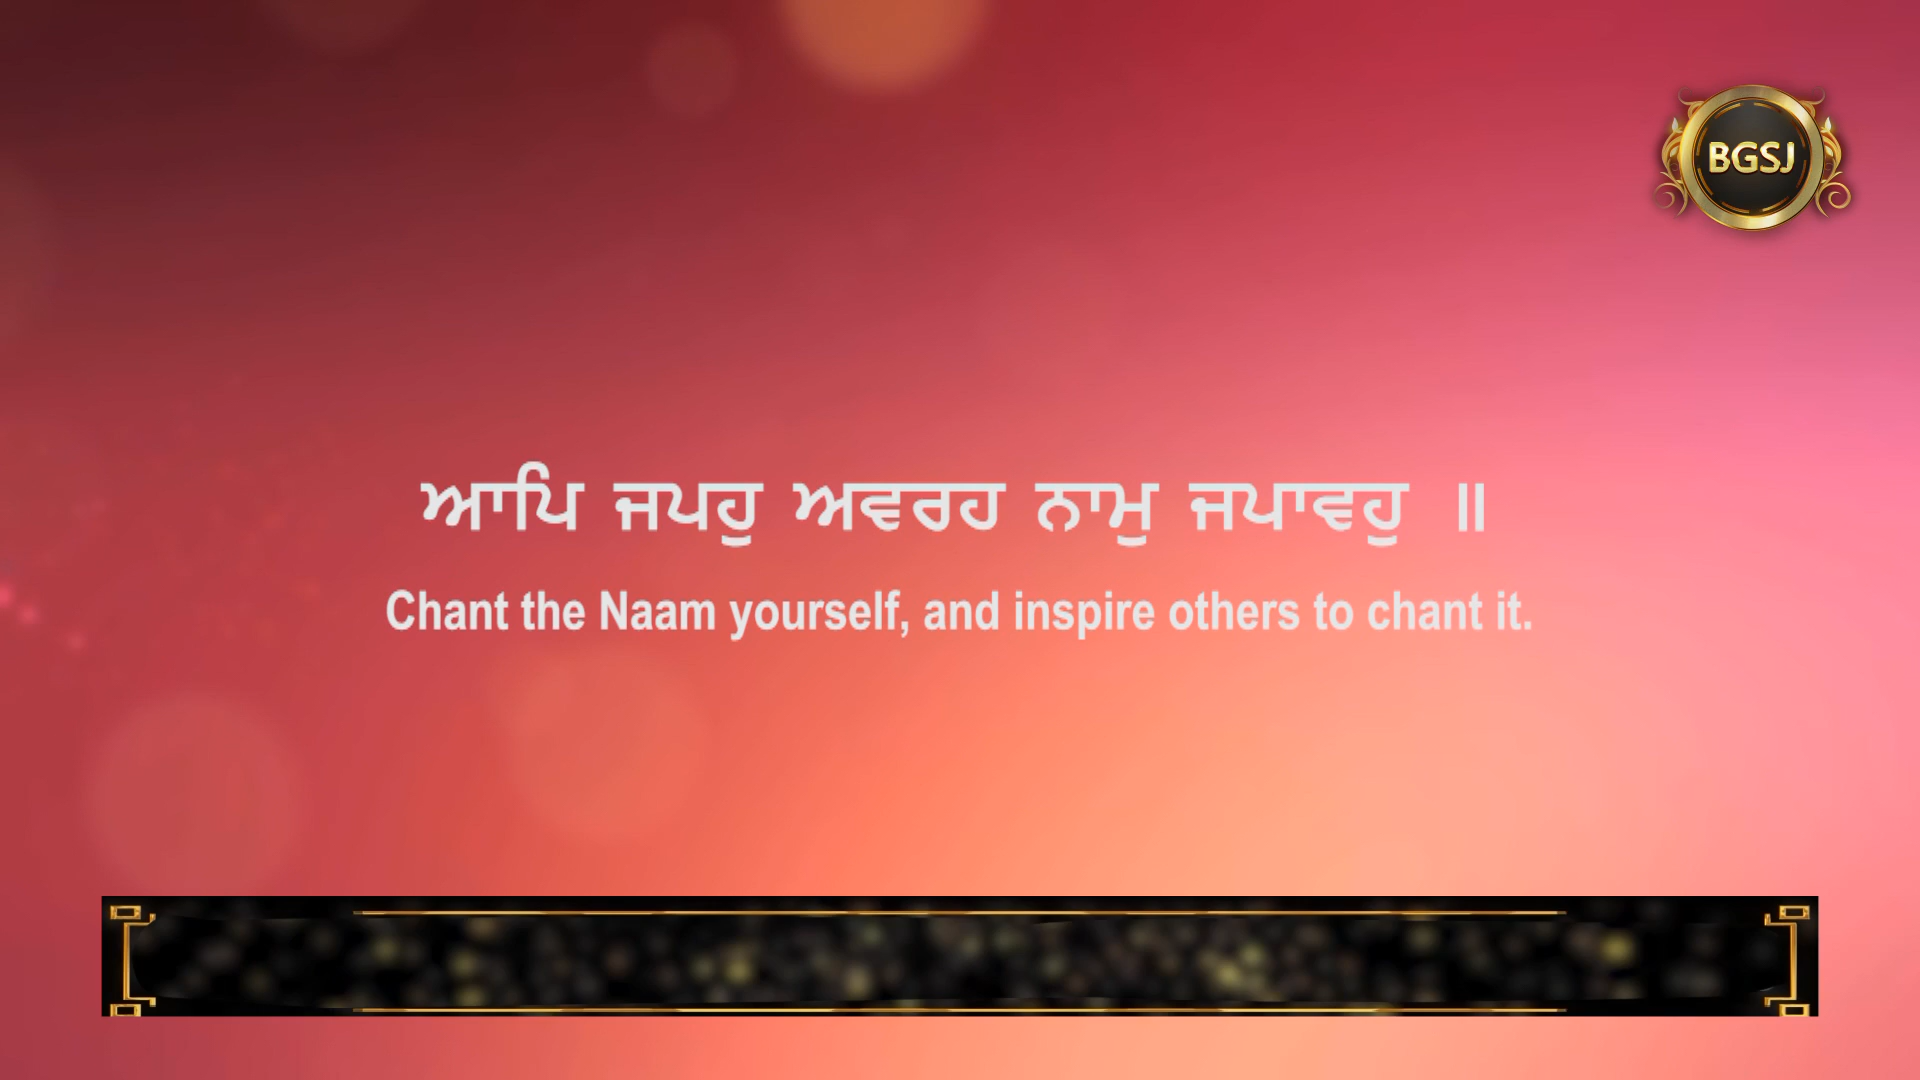 BGSJ
ਆਪਿ ਜਪਹੁ ਅਵਰਹ ਨਾਮੁ ਜਪਾਵਹੁ ॥
Chant the Naam yourself, and inspire others to chant it.